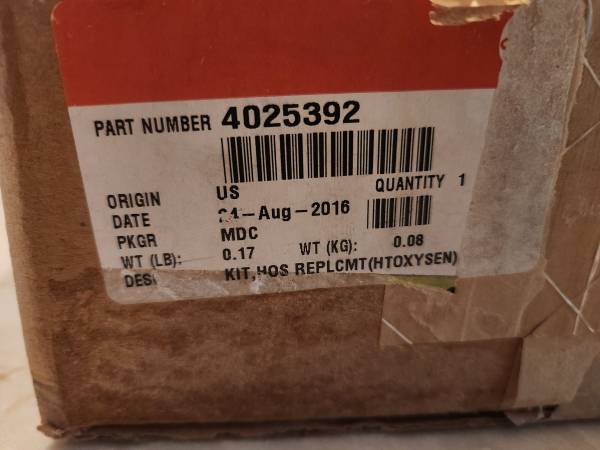 PART NUMBER 4025392
ORIGIN US QUANTITY 1
DATE -Aug-2016
PKGR MDC
WT (LB): 0.17 WT (KG): 0.08
KIT,HOS REPLCMT(HTOXYSEN)